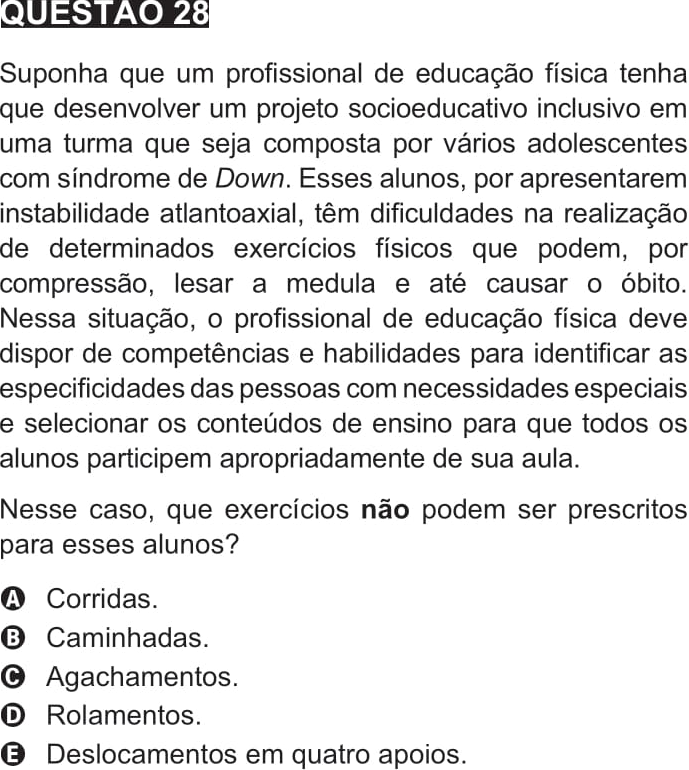 QUESTÃO 28
Suponha que um profissional de educação física tenha
que desenvolver um projeto socioeducativo inclusivo em
uma turma que seja composta por vários adolescentes
com síndrome de Down. Esses alunos, por apresentarem
instabilidade atlantoaxial, têm dificuldades na realização
de determinados exercícios físicos que podem, por
compressão, lesar a medula e até causar o óbito.
Nessa situação, o profissional de educação física deve
dispor de competências e habilidades para identificar as
especificidades das pessoas com necessidades especiais
e selecionar os conteúdos de ensino para que todos os
alunos participem apropriadamente de sua aula.
Nesse caso, que exercícios não podem ser prescritos
para esses alunos?
A Corridas.
B Caminhadas.
C Agachamentos.
D Rolamentos.
E Deslocamentos em quatro apoios.